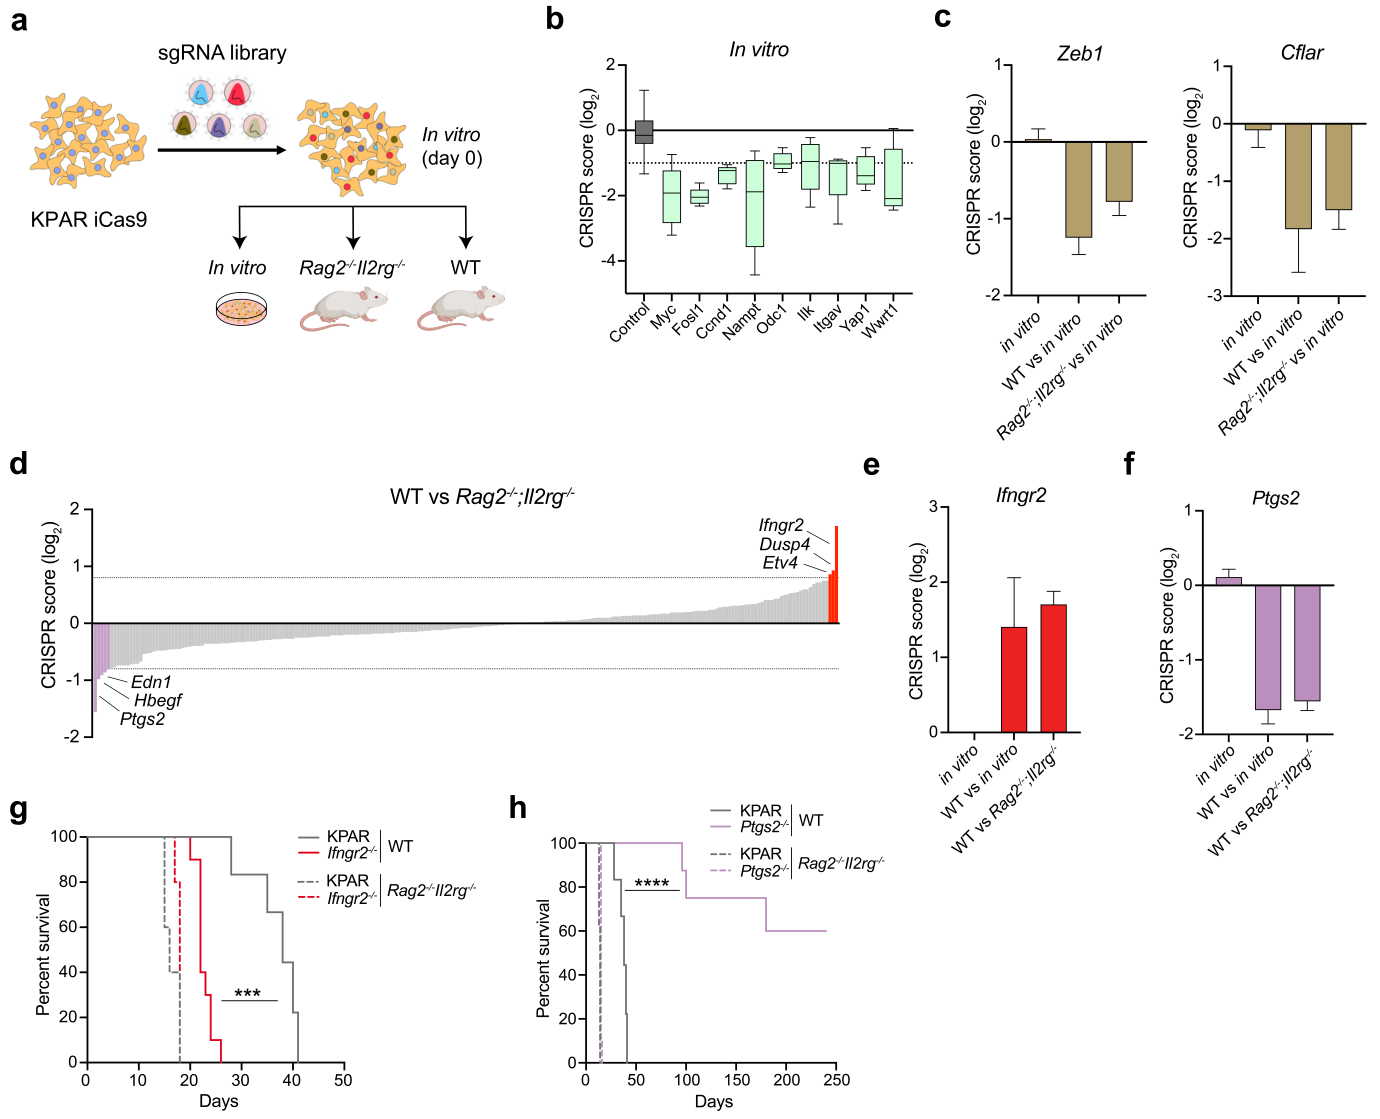 a
sgRNA library
In vitro
(day 0)
KPAR iCas9
In vitro
Rag2-/-Il2rg-/-
WT
b
In vitro
CRISPR score (log2)
2
0
-2
-4
Control
Myc
Fosl1
Ccnd1
Nampt
Odc1
Ilk
Itgav
Yap1
Wwrt1
c
Zeb1
CRISPR score (log2)
1
0
-1
-2
in vitro
WT vs in vitro
Rag2-/-;Il2rg-/- vs in vitro
Cflar
CRISPR score (log2)
1
0
-1
-2
-3
in vitro
WT vs in vitro
Rag2-/-;Il2rg-/- vs in vitro
d
WT vs Rag2-/-;Il2rg-/-
CRISPR score (log2)
2
1
0
-1
-2
Ifngr2
Dusp4
Etv4
Edn1
Hbegf
Ptgs2
e
Ifngr2
CRISPR score (log2)
3
2
1
0
in vitro
WT vs in vitro
WT vs Rag2-/-;Il2rg-/-
f
Ptgs2
CRISPR score (log2)
1
0
-1
-2
in vitro
WT vs in vitro
WT vs Rag2-/-;Il2rg-/-
g
Percent survival
100
80
60
40
20
0
0 10 20 30 40 50
Days
KPAR
Ifngr2-/-
WT
KPAR
Ifngr2-/-
Rag2-/-Il2rg-/-
***
h
Percent survival
100
80
60
40
20
0
0 50 100 150 200 250
Days
KPAR
Ptgs2-/-
WT
KPAR
Ptgs2-/-
Rag2-/-Il2rg-/-
****